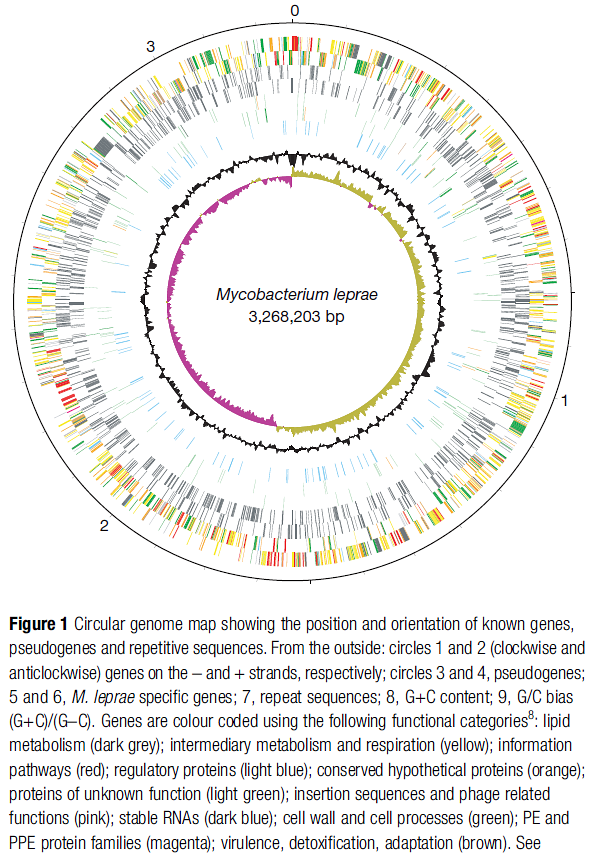 0
3
Mycobacterium leprae
3,268,203 bp
1
2
Figure 1 Circular genome map showing the position and orientation of known genes,
pseudogenes and repetitive sequences. From the outside: circles 1 and 2 (clockwise and
anticlockwise) genes on the − and + strands, respectively; circles 3 and 4, pseudogenes;
5 and 6, M. leprae specific genes; 7, repeat sequences; 8, G+C content; 9, G/C bias
(G+C)/(G−C). Genes are colour coded using the following functional categories⁸: lipid
metabolism (dark grey); intermediary metabolism and respiration (yellow); information
pathways (red); regulatory proteins (light blue); conserved hypothetical proteins (orange);
proteins of unknown function (light green); insertion sequences and phage related
functions (pink); stable RNAs (dark blue); cell wall and cell processes (green); PE and
PPE protein families (magenta); virulence, detoxification, adaptation (brown). See